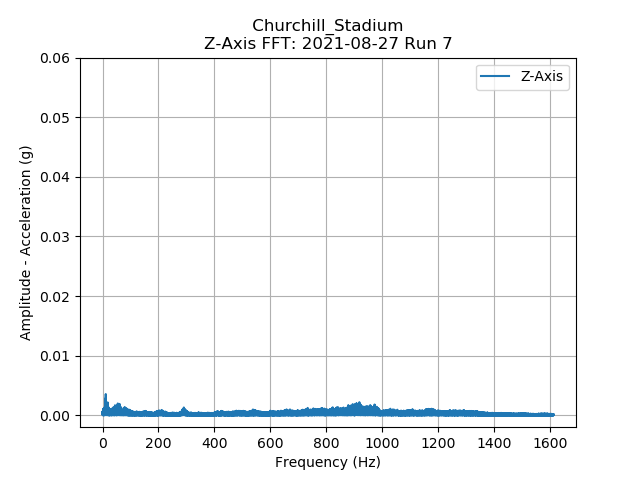 Churchill_Stadium
Z-Axis FFT: 2021-08-27 Run 7
Z-Axis
0.06
0.05
0.04
0.03
0.02
0.01
0.00
Amplitude - Acceleration (g)
0 200 400 600 800 1000 1200 1400 1600
Frequency (Hz)